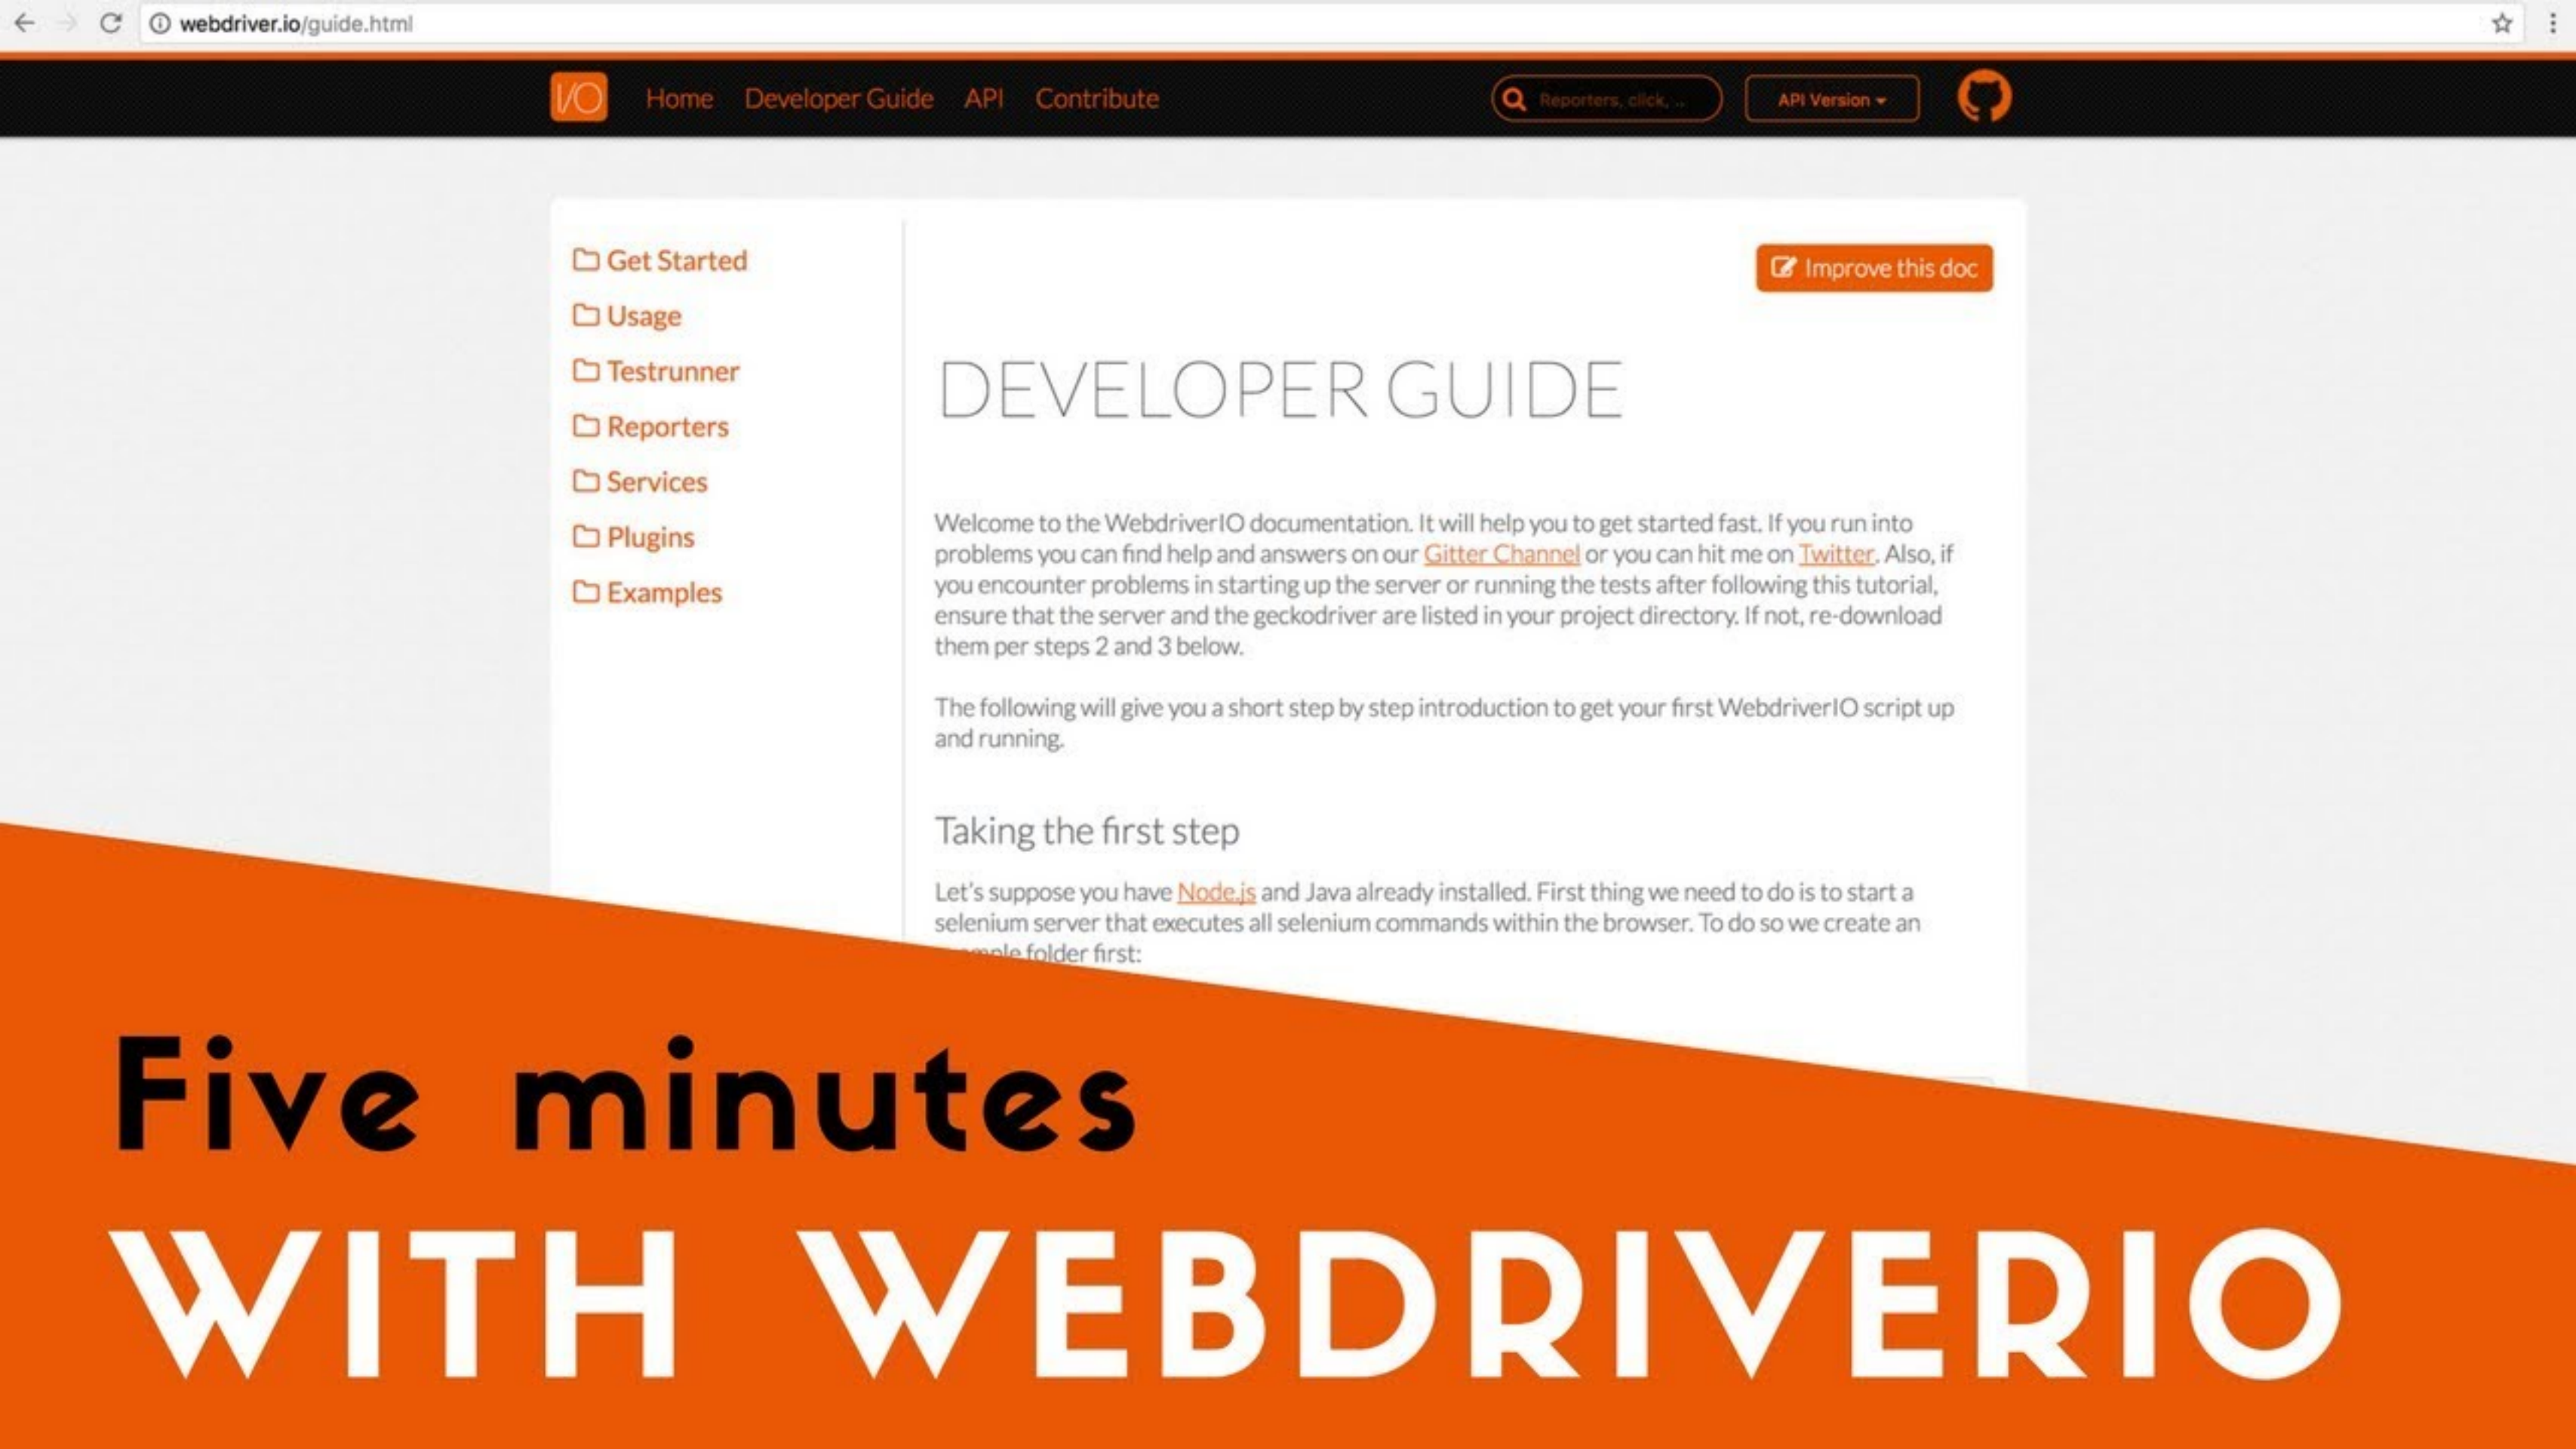 webdriver.io/guide.html
I/O Home Developer Guide API Contribute Reporters, click, .. API Version
Get Started
Usage
Testrunner
Reporters
Services
Plugins
Examples
Improve this doc
DEVELOPER GUIDE
Welcome to the WebdriverIO documentation. It will help you to get started fast. If you run into
problems you can find help and answers on our Gitter Channel or you can hit me on Twitter. Also, if
you encounter problems in starting up the server or running the tests after following this tutorial,
ensure that the server and the geckodriver are listed in your project directory. If not, re-download
them per steps 2 and 3 below.
The following will give you a short step by step introduction to get your first WebdriverIO script up
and running.
Taking the first step
Let's suppose you have Node.js and Java already installed. First thing we need to do is to start a
selenium server that executes all selenium commands within the browser. To do so we create an
folder first:
Five minutes
WITH WEBDRIVERIO